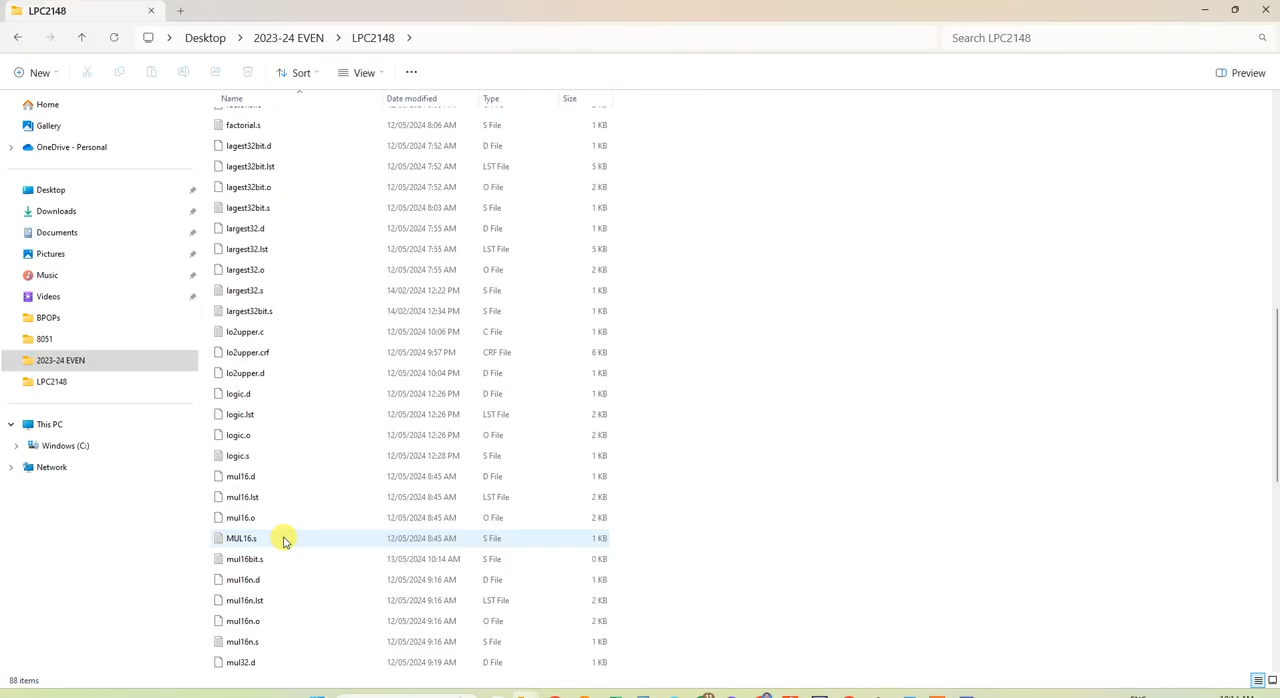 LPC2148
Desktop > 2023-24 EVEN > LPC2148 >
Search LPC2148
New
Sort
View
Preview
Name Date modified Type Size
Home
Gallery
OneDrive - Personal
Desktop
Downloads
Documents
Pictures
Music
Videos
BPOPs
8051
2023-24 EVEN
LPC2148
This PC
Windows (C:)
Network
factorial.s 12/05/2024 8:06 AM S File 1 KB
lagest32bit.d 12/05/2024 7:52 AM D File 1 KB
lagest32bit.lst 12/05/2024 7:52 AM LST File 5 KB
lagest32bit.o 12/05/2024 7:52 AM O File 2 KB
lagest32bit.s 12/05/2024 8:03 AM S File 1 KB
largest32.d 12/05/2024 7:55 AM D File 1 KB
largest32.lst 12/05/2024 7:55 AM LST File 5 KB
largest32.o 12/05/2024 7:55 AM O File 2 KB
largest32.s 14/02/2024 12:22 PM S File 1 KB
largest32bit.s 14/02/2024 12:34 PM S File 1 KB
lo2upper.c 12/05/2024 10:06 PM C File 1 KB
lo2upper.crf 12/05/2024 9:57 PM CRF File 6 KB
lo2upper.d 12/05/2024 10:04 PM D File 1 KB
logic.d 12/05/2024 12:26 PM D File 1 KB
logic.lst 12/05/2024 12:26 PM LST File 2 KB
logic.o 12/05/2024 12:26 PM O File 2 KB
logic.s 12/05/2024 12:28 PM S File 1 KB
mul16.d 12/05/2024 8:45 AM D File 1 KB
mul16.lst 12/05/2024 8:45 AM LST File 2 KB
mul16.o 12/05/2024 8:45 AM O File 2 KB
MUL16.s 12/05/2024 8:45 AM S File 1 KB
mul16bit.s 13/05/2024 10:14 AM S File 0 KB
mul16n.d 12/05/2024 9:16 AM D File 1 KB
mul16n.lst 12/05/2024 9:16 AM LST File 2 KB
mul16n.o 12/05/2024 9:16 AM O File 2 KB
mul16n.s 12/05/2024 9:16 AM S File 1 KB
mul32.d 12/05/2024 9:19 AM D File 1 KB
88 items